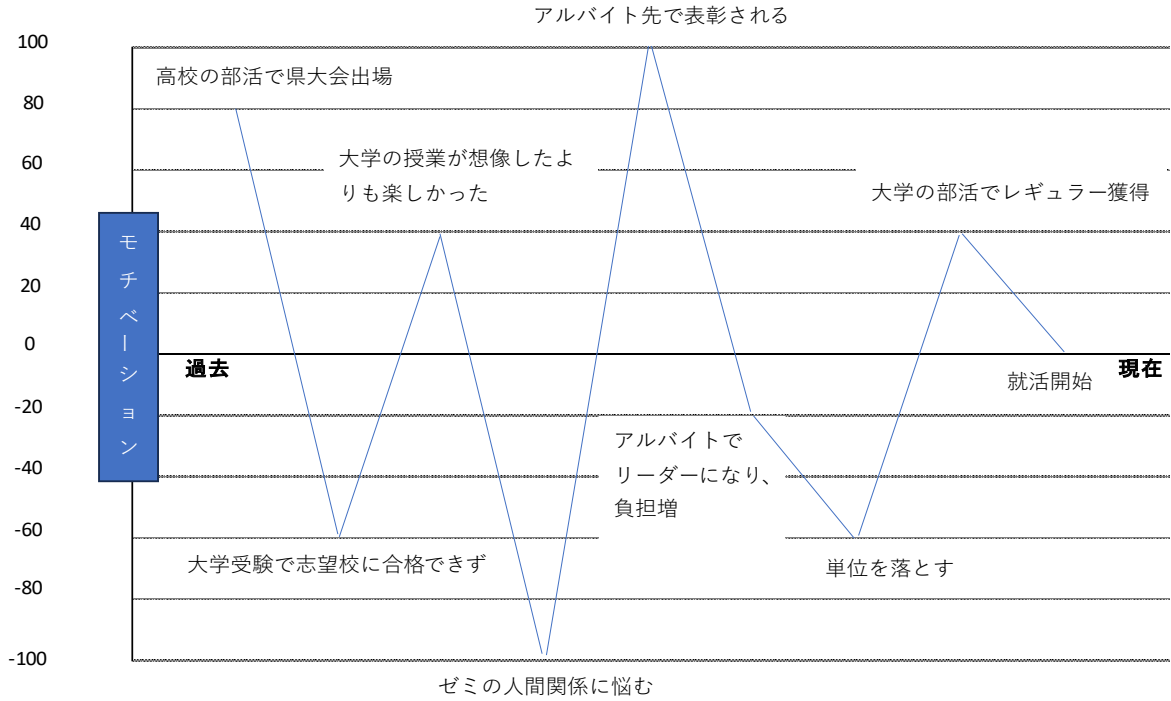 アルバイト先で表彰される
100
高校の部活で県大会出場
80
60
大学の授業が想像したよ
りも楽しかった
大学の部活でレギュラー獲得
40
モチベーション
20
0
過去
現在
就活開始
-20
アルバイトで
リーダーになり、
負担増
-40
-60
大学受験で志望校に合格できず
単位を落とす
-80
-100
ゼミの人間関係に悩む